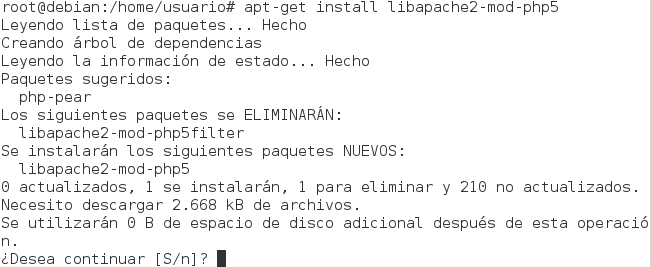 root@debian:/home/usuario# apt-get install libapache2-mod-php5
Leyendo lista de paquetes... Hecho
Creando árbol de dependencias
Leyendo la información de estado... Hecho
Paquetes sugeridos:
  php-pear
Los siguientes paquetes se ELIMINARÁN:
  libapache2-mod-php5filter
Se instalarán los siguientes paquetes NUEVOS:
  libapache2-mod-php5
0 actualizados, 1 se instalarán, 1 para eliminar y 210 no actualizados.
Necesito descargar 2.668 kB de archivos.
Se utilizarán 0 B de espacio de disco adicional después de esta operació
n.
¿Desea continuar [S/n]?